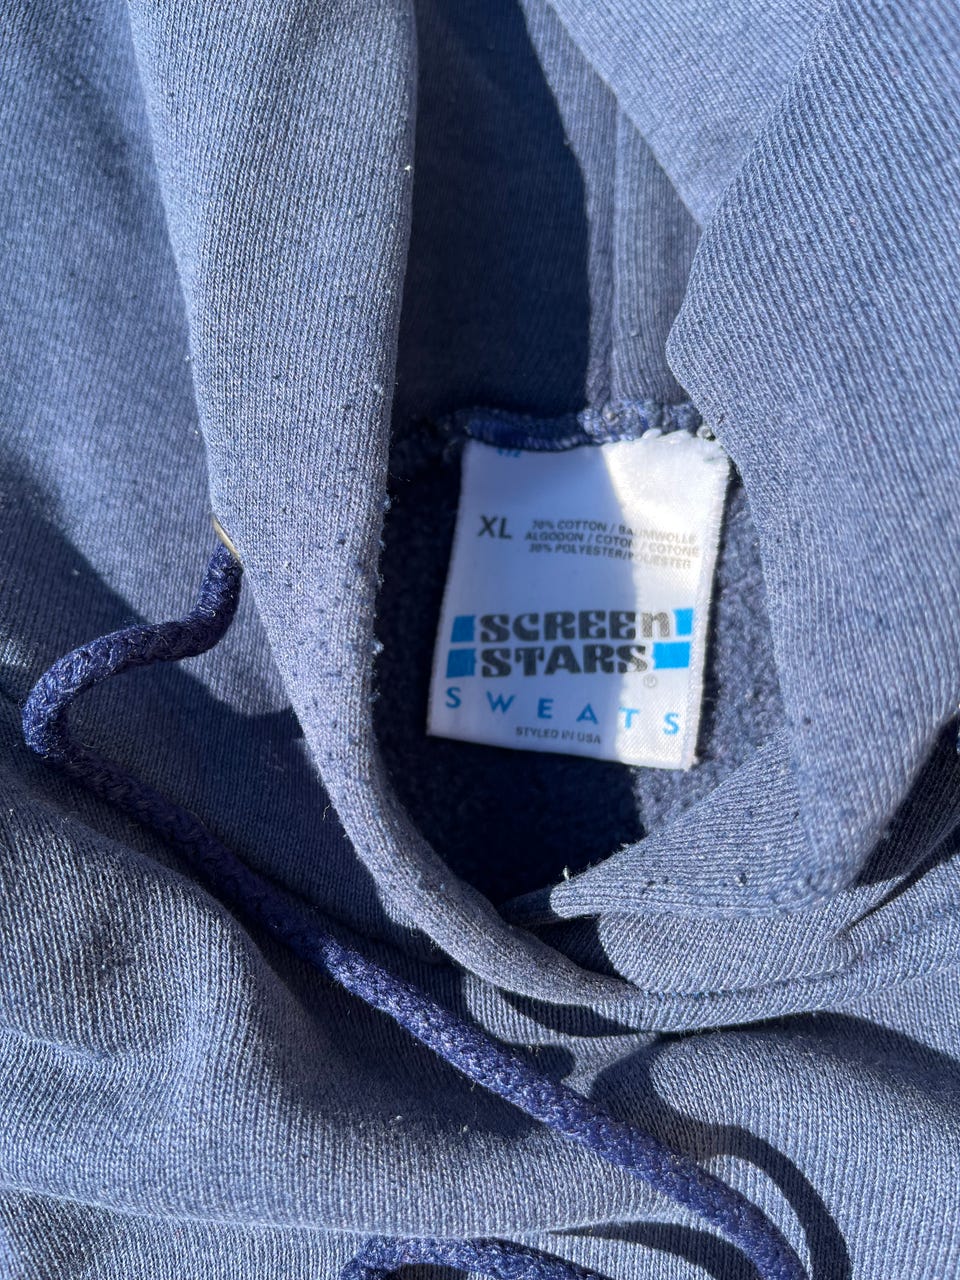 XL
70% COTTON / BAUMWOLLE
ALGODON / COTON / COTONE
30% POLYESTER/POLIESTER
SCREEN
STARS®
SWEATS
STYLED IN USA